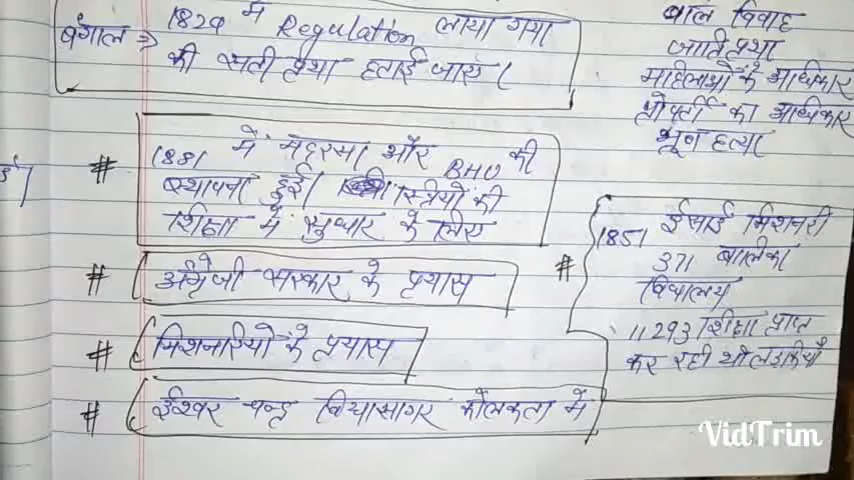 1829 में Regulation लाया गया
बंगाल ⇒
की सती प्रथा हटाई जाए।
# 1881 में मदरसा और BHU की
स्थापना हुई। स्त्रियों की
शिक्षा में सुधार के लिए
# अंग्रेजी सरकार के प्रयास
# मिशनरियों के प्रयास
# ईश्वर चन्द्र विद्यासागर कोलकता में
बाल विवाह
जातिप्रथा
महिलाओं के अधिकार
प्रोपर्टी का अधिकार
भ्रूण हत्या
# 1851 ईसाई मिशनरी
371 बालिका
विद्यालय
11293 शिक्षा प्राप्त
कर रही थी लडकियाँ
VidTrim